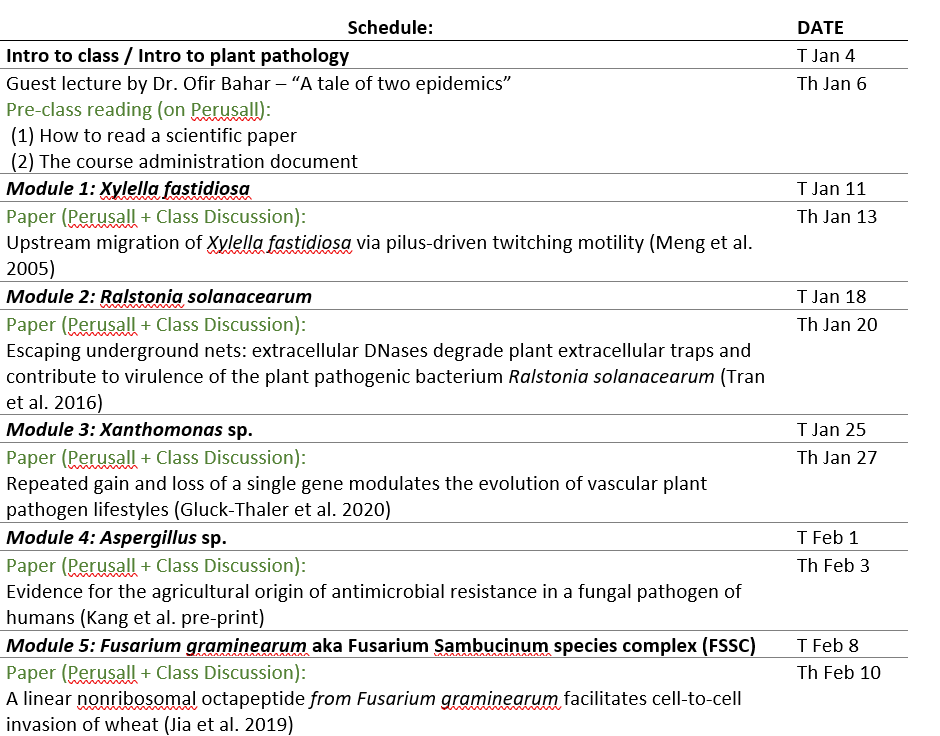 Schedule: DATE
Intro to class / Intro to plant pathology T Jan 4
Guest lecture by Dr. Ofir Bahar – “A tale of two epidemics” Th Jan 6
Pre-class reading (on Perusall):
(1) How to read a scientific paper
(2) The course administration document
Module 1: Xylella fastidiosa T Jan 11
Paper (Perusall + Class Discussion): Th Jan 13
Upstream migration of Xylella fastidiosa via pilus-driven twitching motility (Meng et al.
2005)
Module 2: Ralstonia solanacearum T Jan 18
Paper (Perusall + Class Discussion): Th Jan 20
Escaping underground nets: extracellular DNases degrade plant extracellular traps and
contribute to virulence of the plant pathogenic bacterium Ralstonia solanacearum (Tran
et al. 2016)
Module 3: Xanthomonas sp. T Jan 25
Paper (Perusall + Class Discussion): Th Jan 27
Repeated gain and loss of a single gene modulates the evolution of vascular plant
pathogen lifestyles (Gluck-Thaler et al. 2020)
Module 4: Aspergillus sp. T Feb 1
Paper (Perusall + Class Discussion): Th Feb 3
Evidence for the agricultural origin of antimicrobial resistance in a fungal pathogen of
humans (Kang et al. pre-print)
Module 5: Fusarium graminearum aka Fusarium Sambucinum species complex (FSSC) T Feb 8
Paper (Perusall + Class Discussion): Th Feb 10
A linear nonribosomal octapeptide from Fusarium graminearum facilitates cell-to-cell
invasion of wheat (Jia et al. 2019)